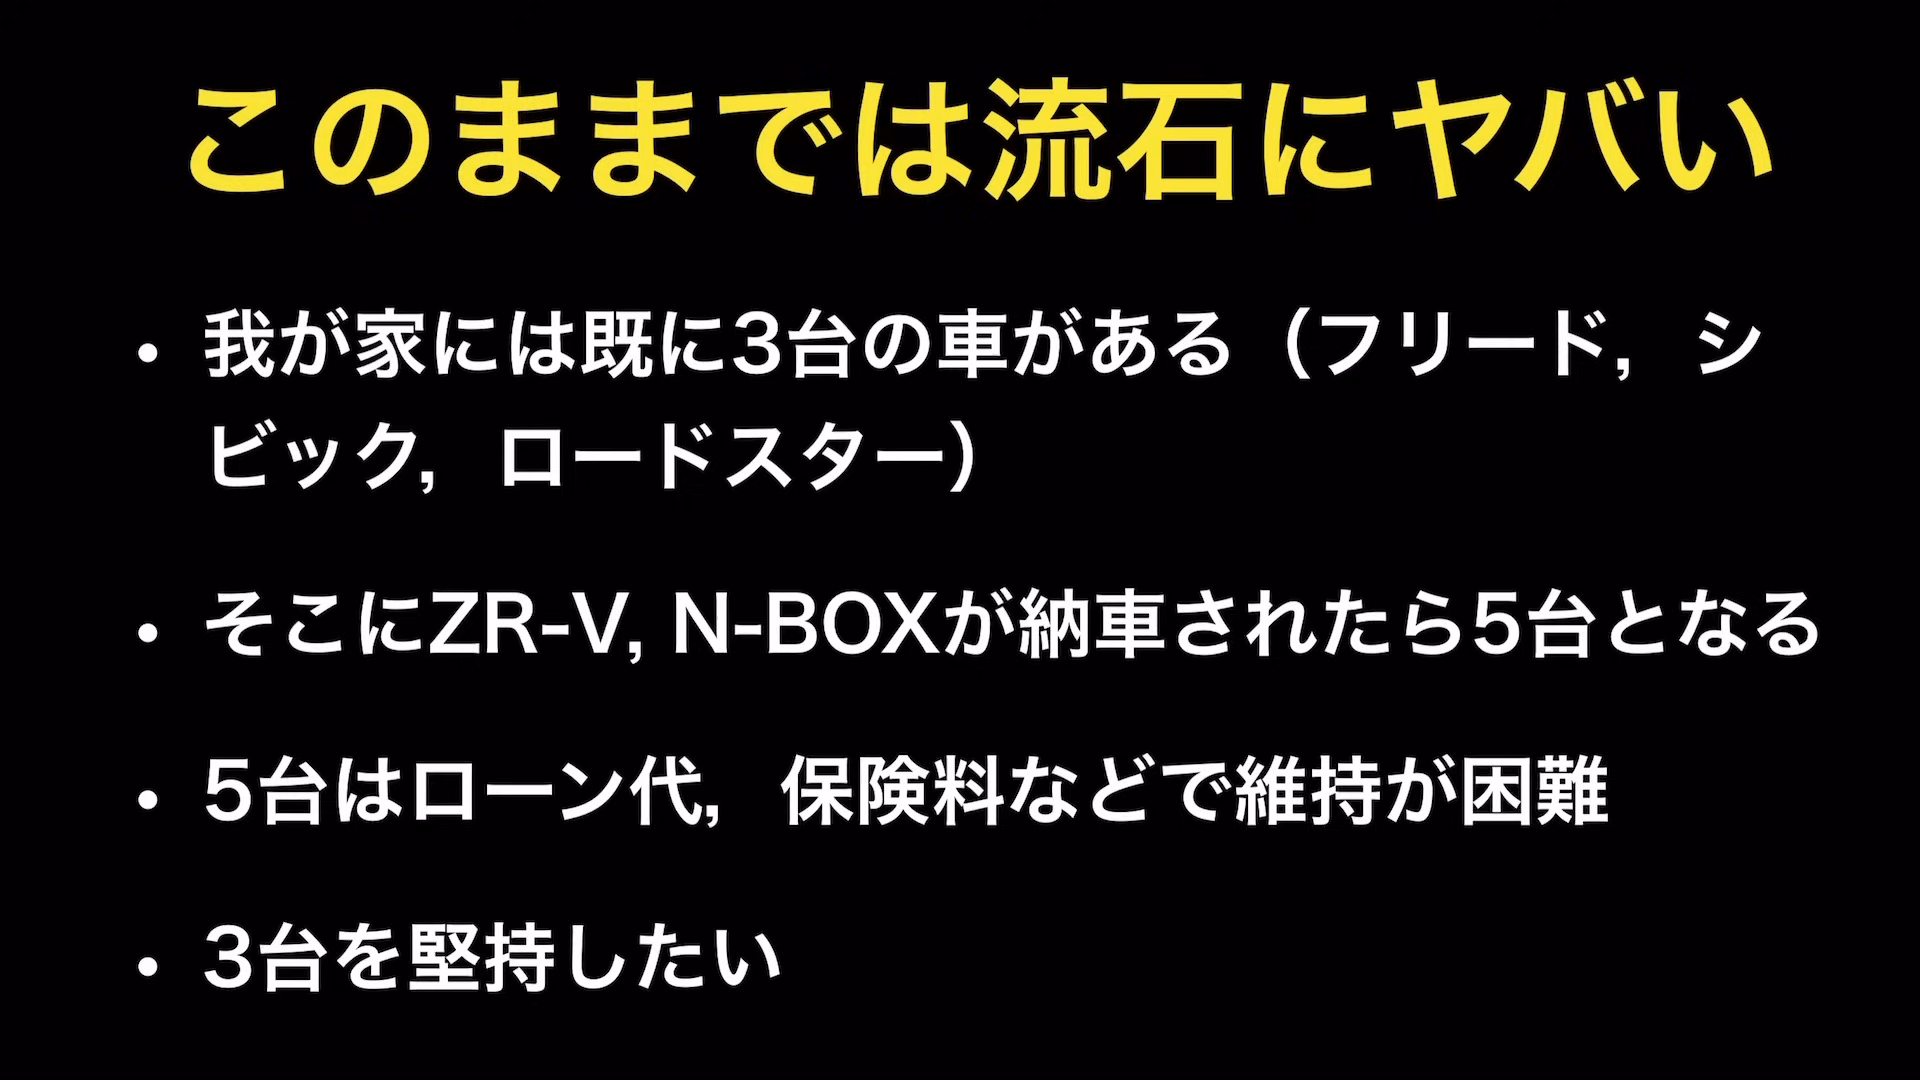 このままでは流石にヤバい
• 我が家には既に3台の車がある（フリード，シ
ビック，ロードスター）
• そこにZR-V, N-BOXが納車されたら5台となる
• 5台はローン代，保険料などで維持が困難
• 3台を堅持したい